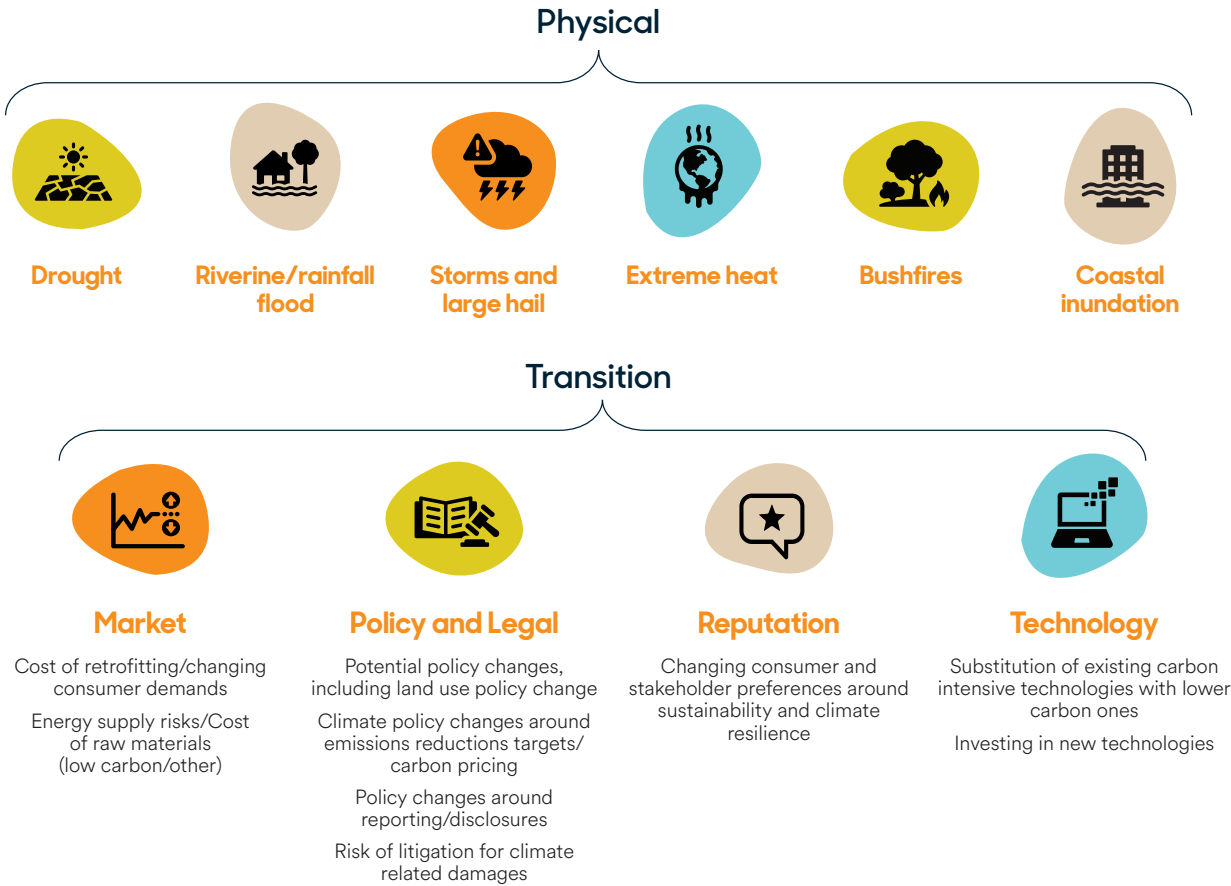 Physical
Drought
Riverine/rainfall
flood
Storms and
large hail
Extreme heat
Bushfires
Coastal
inundation
Transition
Market
Cost of retrofitting/changing
consumer demands
Energy supply risks/Cost
of raw materials
(low carbon/other)
Policy and Legal
Potential policy changes,
including land use policy change
Climate policy changes around
emissions reductions targets/
carbon pricing
Policy changes around
reporting/disclosures
Risk of litigation for climate
related damages
Reputation
Changing consumer and
stakeholder preferences around
sustainability and climate
resilience
Technology
Substitution of existing carbon
intensive technologies with lower
carbon ones
Investing in new technologies